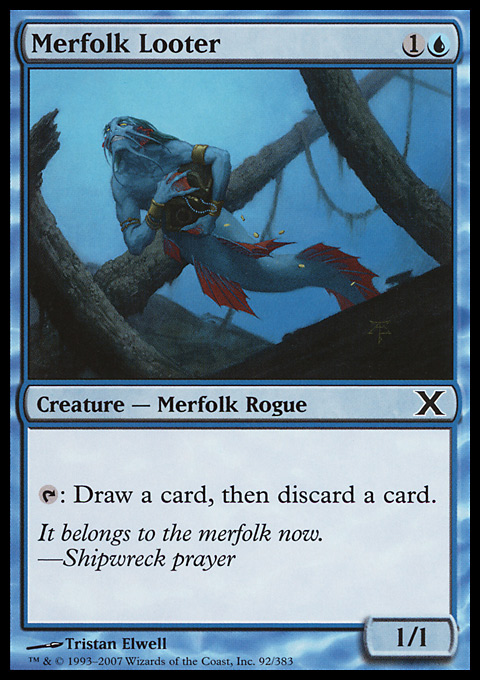 Merfolk Looter 1
Creature — Merfolk Rogue X
: Draw a card, then discard a card.
It belongs to the merfolk now.
—Shipwreck prayer
1/1
Tristan Elwell
™ & © 1993–2007 Wizards of the Coast, Inc. 92/383